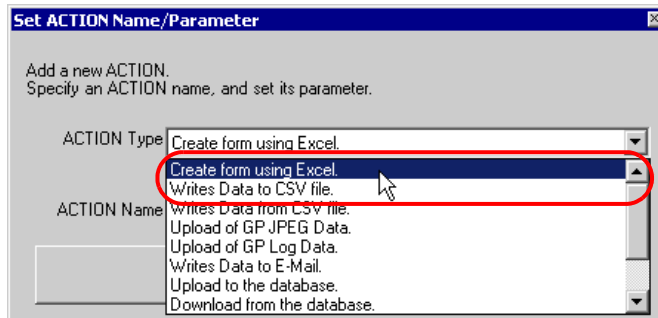 Set ACTION Name/Parameter
Add a new ACTION.
Specify an ACTION name, and set its parameter.
ACTION Type Create form using Excel.
Create form using Excel.
Writes Data to CSV file.
ACTION Name Writes Data from CSV file.
Upload of GP JPEG Data.
Upload of GP Log Data.
Writes Data to E-Mail.
Upload to the database.
Download from the database.